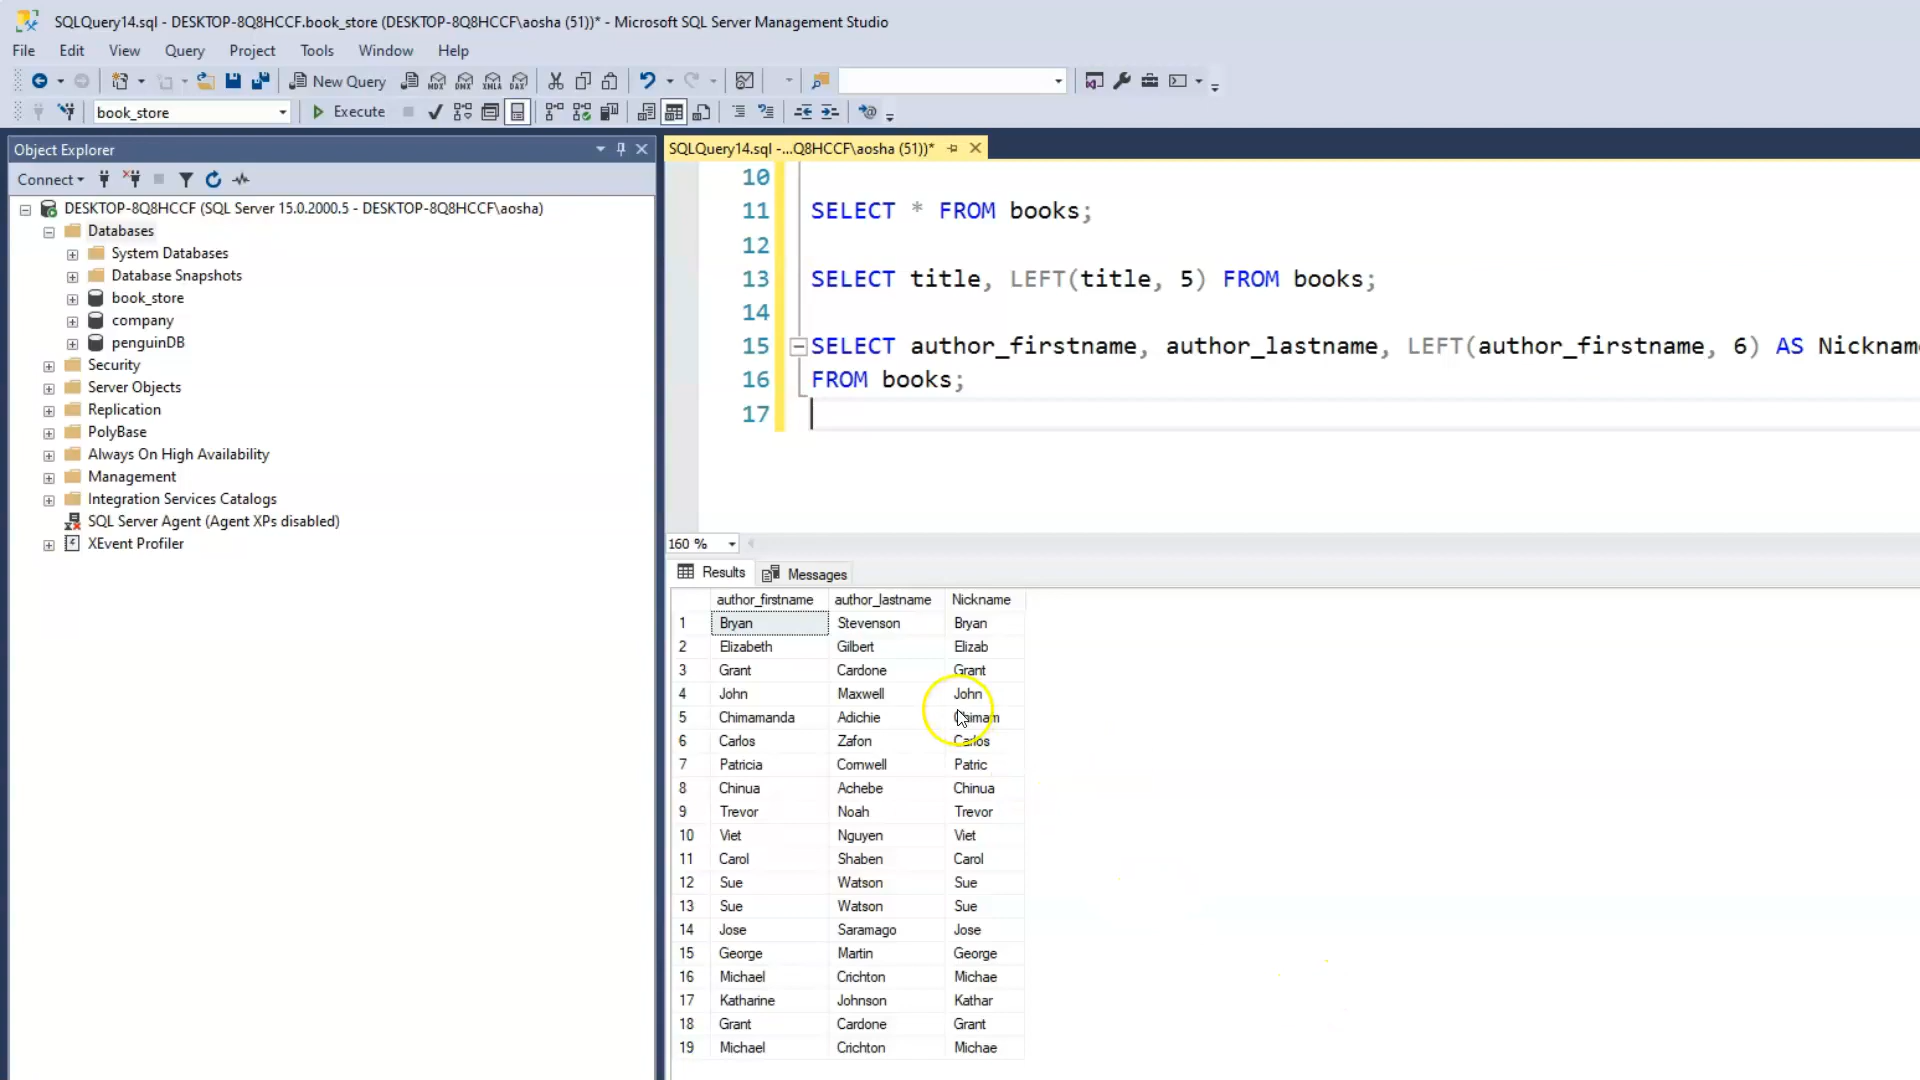 SQLQuery14.sql - DESKTOP-8Q8HCCF.book_store (DESKTOP-8Q8HCCF\aosha (51))* - Microsoft SQL Server Management Studio
File Edit View Query Project Tools Window Help
New Query MDX DMX XMLA DAX
book_store Execute
Object Explorer
Connect
DESKTOP-8Q8HCCF (SQL Server 15.0.2000.5 - DESKTOP-8Q8HCCF\aosha)
Databases
System Databases
Database Snapshots
book_store
company
penguinDB
Security
Server Objects
Replication
PolyBase
Always On High Availability
Management
Integration Services Catalogs
SQL Server Agent (Agent XPs disabled)
XEvent Profiler
SQLQuery14.sql -...Q8HCCF\aosha (51))*
10
11 SELECT * FROM books;
12
13 SELECT title, LEFT(title, 5) FROM books;
14
15 SELECT author_firstname, author_lastname, LEFT(author_firstname, 6) AS Nicknam
16 FROM books;
17
160 %
Results Messages
author_firstname author_lastname Nickname
1 Bryan Stevenson Bryan
2 Elizabeth Gilbert Elizab
3 Grant Cardone Grant
4 John Maxwell John
5 Chimamanda Adichie Chimam
6 Carlos Zafon Carlos
7 Patricia Cornwell Patric
8 Chinua Achebe Chinua
9 Trevor Noah Trevor
10 Viet Nguyen Viet
11 Carol Shaben Carol
12 Sue Watson Sue
13 Sue Watson Sue
14 Jose Saramago Jose
15 George Martin George
16 Michael Crichton Michae
17 Katharine Johnson Kathar
18 Grant Cardone Grant
19 Michael Crichton Michae